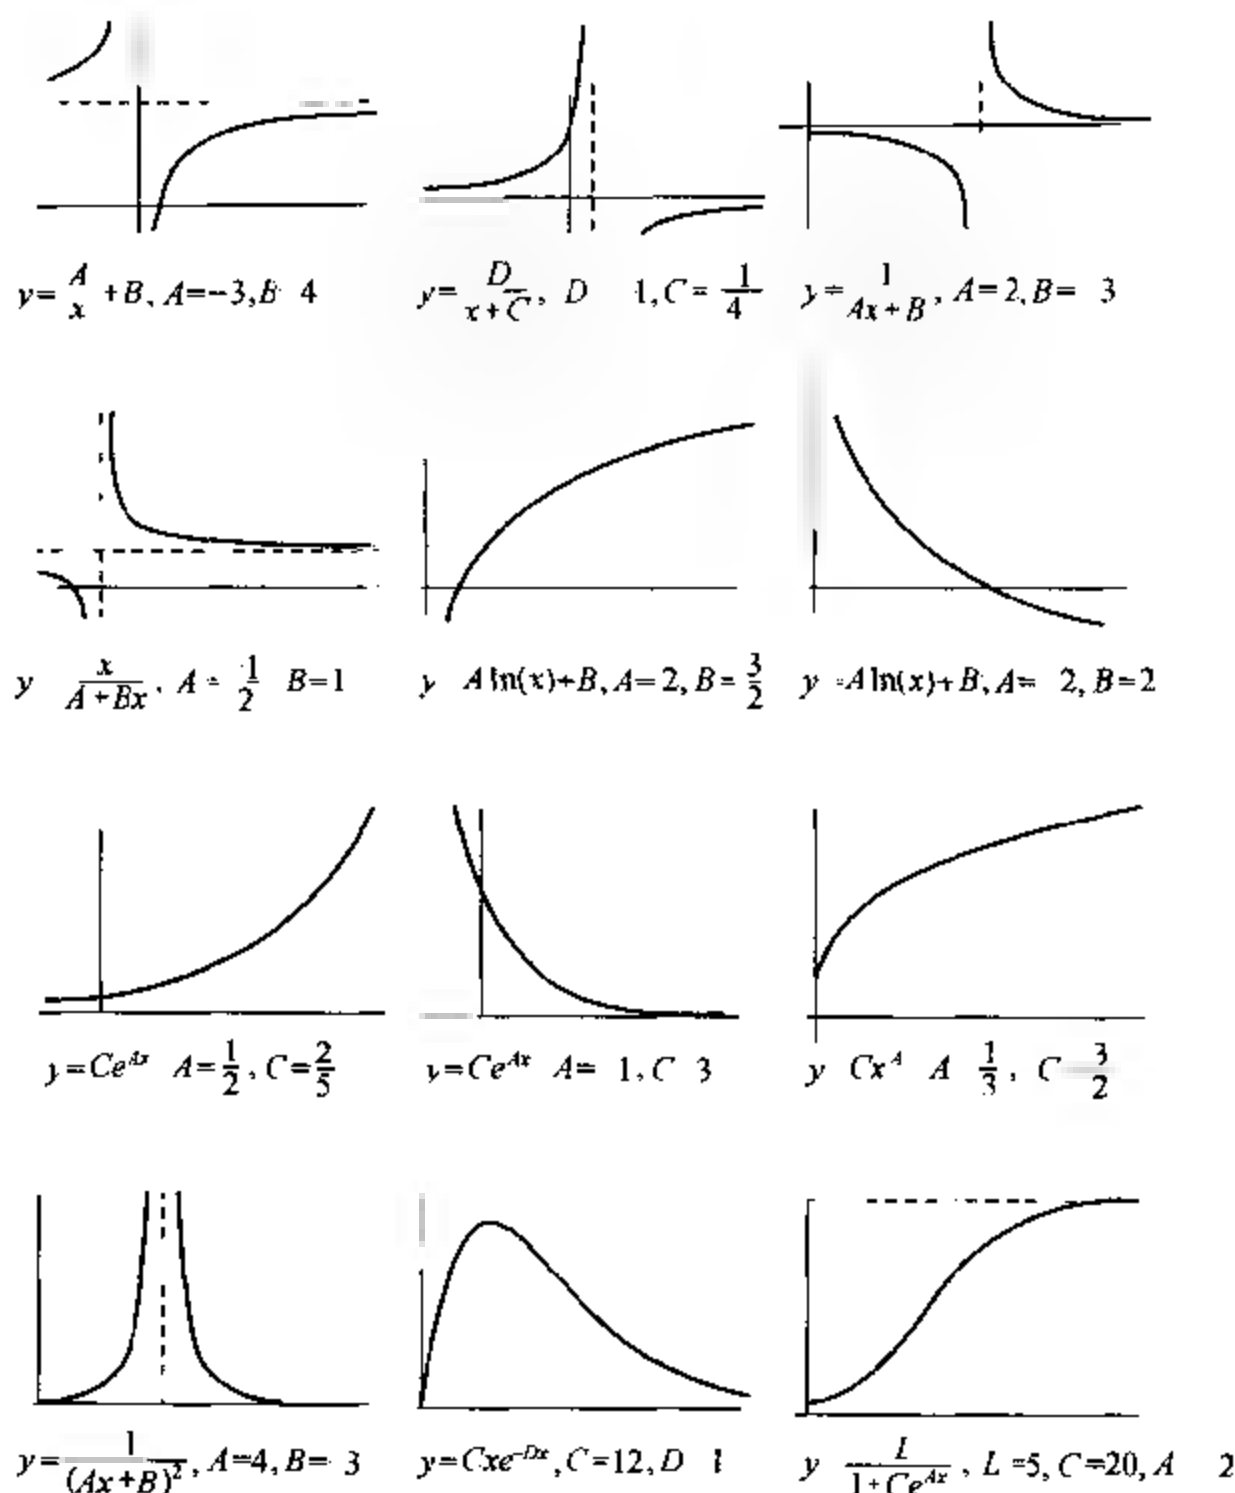 y= A/x +B, A=-3, B 4
y= D/x+C, D 1, C= 1/4
y= 1/Ax+B, A=2, B= 3
y x/A+Bx, A= 1/2 B=1
y A ln(x)+B, A=2, B= 3/2
y =A ln(x)+B, A= 2, B=2
y=Ce^Ax A= 1/2, C= 2/5
y=Ce^Ax A= 1, C 3
y Cx^A A 1/3, C 3/2
y= 1/(Ax+B)^2, A=4, B= 3
y=Cxe^-Dx, C=12, D 1
y L/1+Ce^Ax, L=5, C=20, A 2